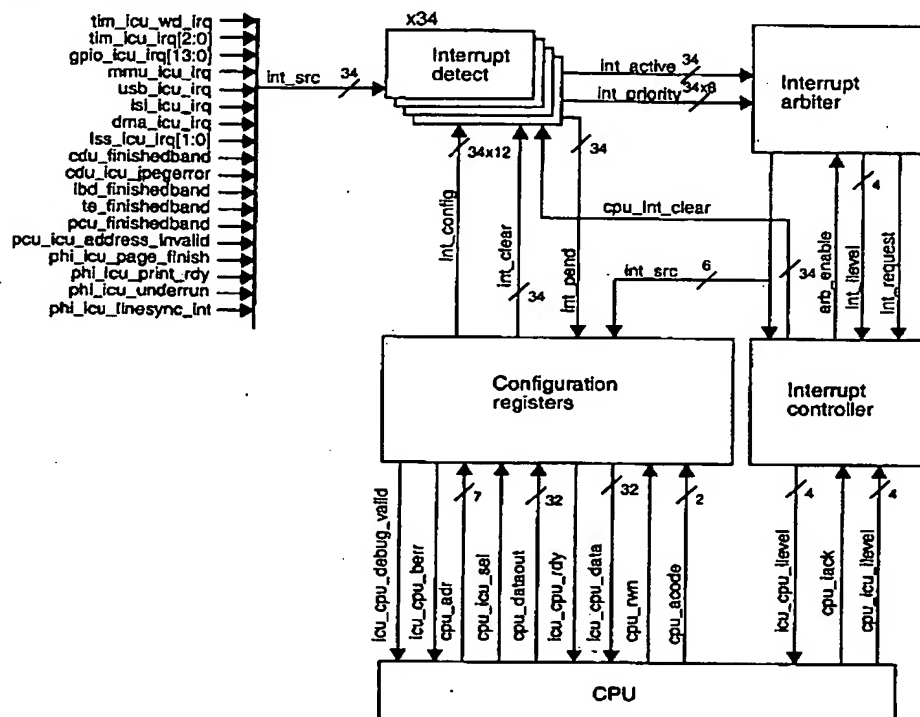 tim_icu_wd_irq
tim_icu_irq[2:0]
gpio_icu_irq[13:0]
mmu_icu_irq
usb_icu_irq
isi_icu_irq
dma_icu_irq
lss_icu_irq[1:0]
cdu_finishedband
cdu_icu_jpegerror
lbd_finishedband
te_finishedband
pcu_finishedband
pcu_icu_address_invalid
phi_icu_page_finish
phi_icu_print_rdy
phi_icu_underrun
phi_icu_linesync_int
int_src
34
x34
Interrupt
detect
int_active
34
int_priority
34x8
Interrupt
arbiter
34x12
int_config
int_clear
34
int_pend
34
cpu_int_clear
int_src
6
34
arb_enable
int_ilevel
4
int_request
Configuration
registers
Interrupt
controller
icu_cpu_debug_valid
icu_cpu_berr
cpu_adr
7
cpu_icu_sel
cpu_dataout
32
icu_cpu_rdy
icu_cpu_data
32
cpu_rwn
cpu_acode
2
icu_cpu_ilevel
4
cpu_iack
cpu_icu_ilevel
4
CPU